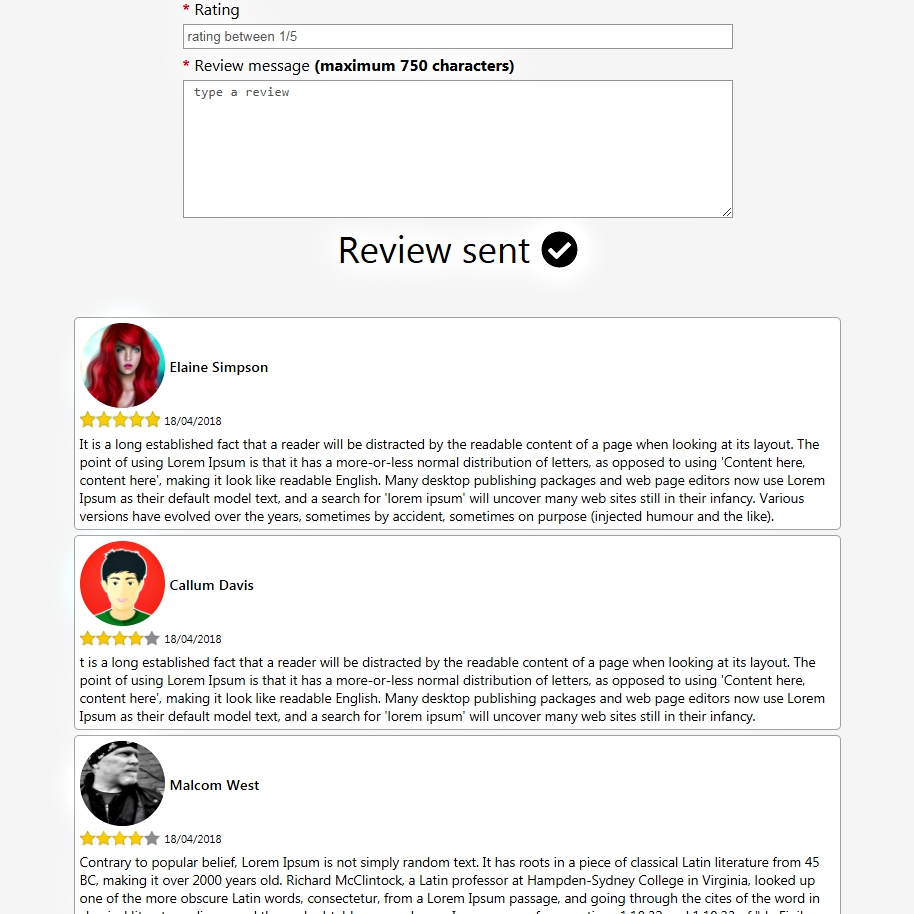 * Rating
rating between 1/5
* Review message (maximum 750 characters)
type a review
Review sent
Elaine Simpson
18/04/2018
It is a long established fact that a reader will be distracted by the readable content of a page when looking at its layout. The
point of using Lorem Ipsum is that it has a more-or-less normal distribution of letters, as opposed to using 'Content here,
content here', making it look like readable English. Many desktop publishing packages and web page editors now use Lorem
Ipsum as their default model text, and a search for 'lorem ipsum' will uncover many web sites still in their infancy. Various
versions have evolved over the years, sometimes by accident, sometimes on purpose (injected humour and the like).
Callum Davis
18/04/2018
t is a long established fact that a reader will be distracted by the readable content of a page when looking at its layout. The
point of using Lorem Ipsum is that it has a more-or-less normal distribution of letters, as opposed to using 'Content here,
content here', making it look like readable English. Many desktop publishing packages and web page editors now use Lorem
Ipsum as their default model text, and a search for 'lorem ipsum' will uncover many web sites still in their infancy.
Malcom West
18/04/2018
Contrary to popular belief, Lorem Ipsum is not simply random text. It has roots in a piece of classical Latin literature from 45
BC, making it over 2000 years old. Richard McClintock, a Latin professor at Hampden-Sydney College in Virginia, looked up
one of the more obscure Latin words, consectetur, from a Lorem Ipsum passage, and going through the cites of the word in